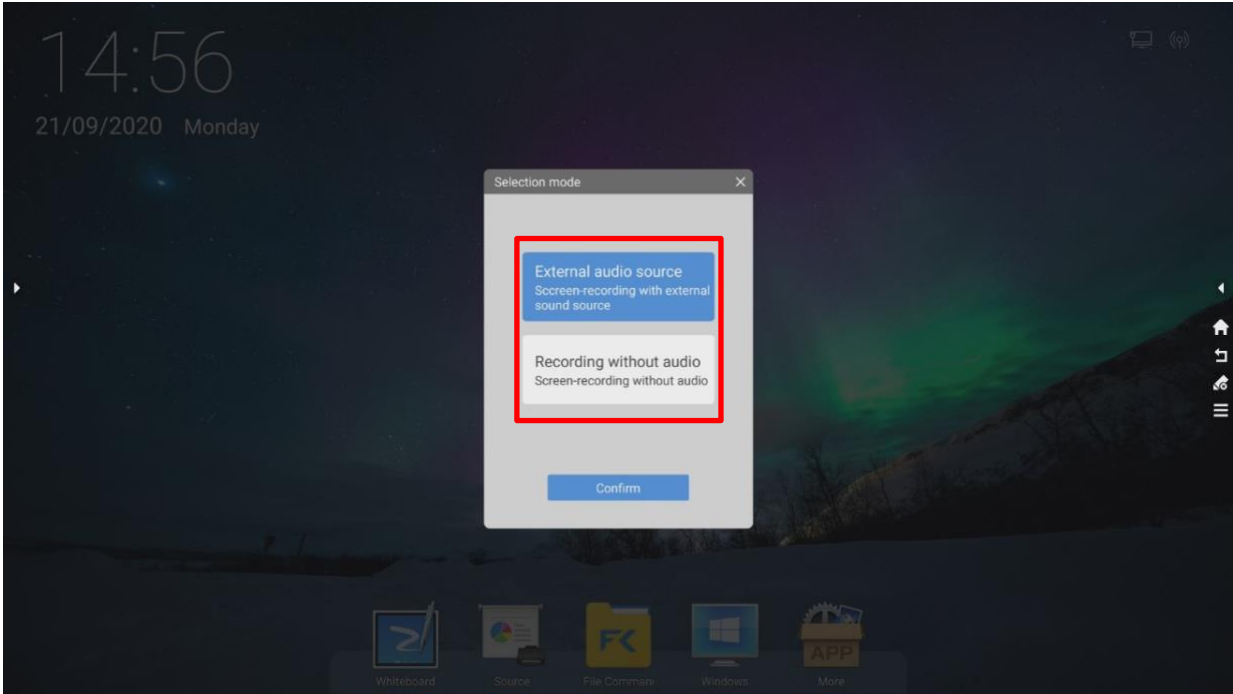 14:56
21/09/2020 Monday
Selection mode
External audio source
Sccreen-recording with external
sound source
Recording without audio
Screen-recording without audio
Confirm
FK
APP
Whiteboard Source File Comman Windows More